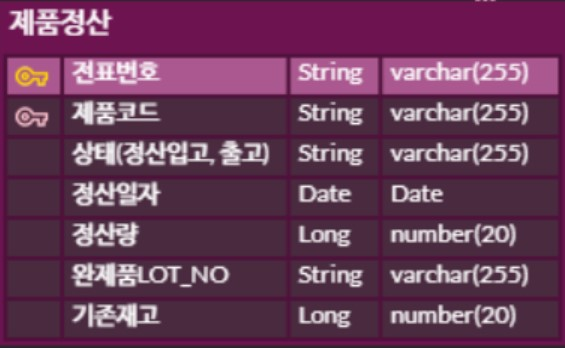 제품정산
전표번호 String varchar(255)
제품코드 String varchar(255)
상태(정산입고, 출고) String varchar(255)
정산일자 Date Date
정산량 Long number(20)
완제품LOT_NO String varchar(255)
기존재고 Long number(20)